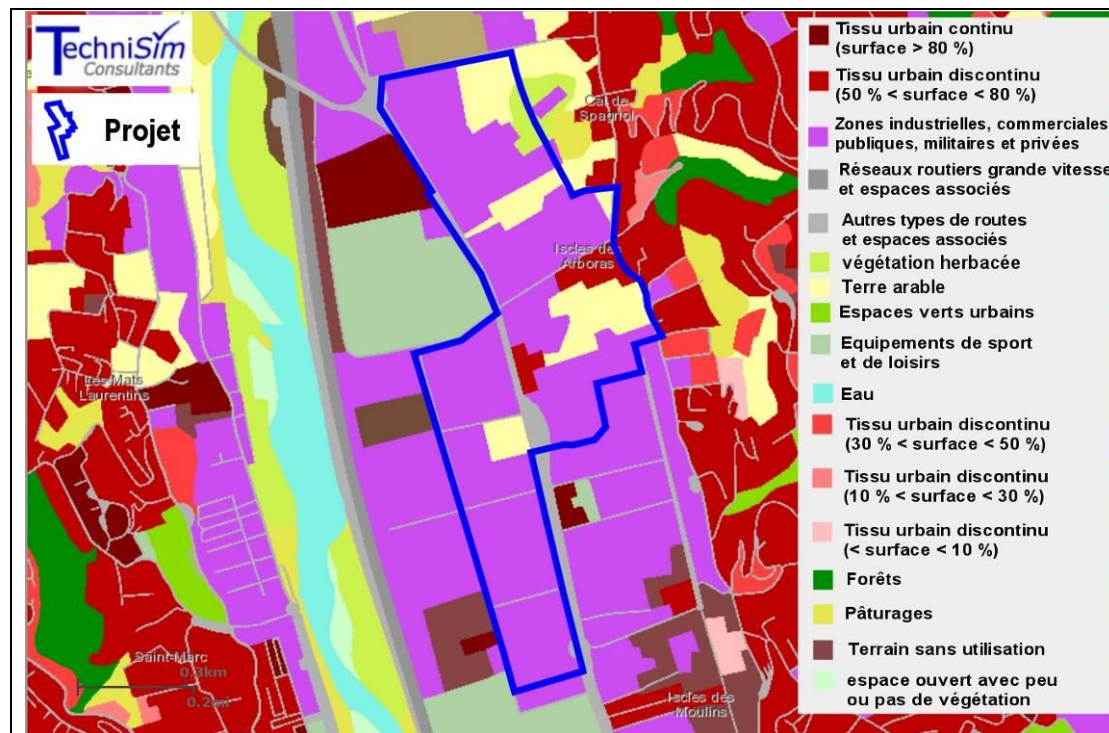 TechniSim
Consultants
Projet
Cal de
Spagnol
Iscles des
Arboras
Les Mats
Laurentins
Saint-Marc
0.3km
0.2mi
Iscles des
Moulins
Tissu urbain continu
(surface > 80 %)
Tissu urbain discontinu
(50 % < surface < 80 %)
Zones industrielles, commerciales
publiques, militaires et privées
Réseaux routiers grande vitesse
et espaces associés
Autres types de routes
et espaces associés
végétation herbacée
Terre arable
Espaces verts urbains
Equipements de sport
et de loisirs
Eau
Tissu urbain discontinu
(30 % < surface < 50 %)
Tissu urbain discontinu
(10 % < surface < 30 %)
Tissu urbain discontinu
(< surface < 10 %)
Forêts
Pâturages
Terrain sans utilisation
espace ouvert avec peu
ou pas de végétation